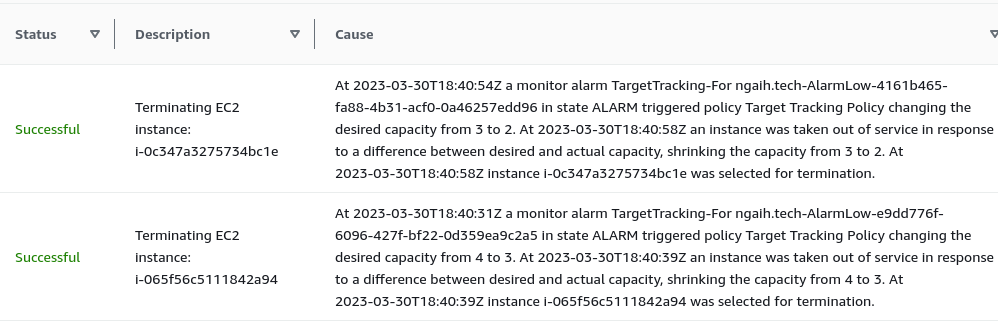 Status Description Cause
At 2023-03-30T18:40:54Z a monitor alarm TargetTracking-For ngaih.tech-AlarmLow-4161b465-
fa88-4b31-acf0-0a46257edd96 in state ALARM triggered policy Target Tracking Policy changing the
desired capacity from 3 to 2. At 2023-03-30T18:40:58Z an instance was taken out of service in response
to a difference between desired and actual capacity, shrinking the capacity from 3 to 2. At
2023-03-30T18:40:58Z instance i-0c347a3275734bc1e was selected for termination.
Terminating EC2
instance:
i-0c347a3275734bc1e
Successful
At 2023-03-30T18:40:31Z a monitor alarm TargetTracking-For ngaih.tech-AlarmLow-e9dd776f-
6096-427f-bf22-0d359ea9c2a5 in state ALARM triggered policy Target Tracking Policy changing the
desired capacity from 4 to 3. At 2023-03-30T18:40:39Z an instance was taken out of service in response
to a difference between desired and actual capacity, shrinking the capacity from 4 to 3. At
2023-03-30T18:40:39Z instance i-065f56c5111842a94 was selected for termination.
Terminating EC2
instance:
i-065f56c5111842a94
Successful